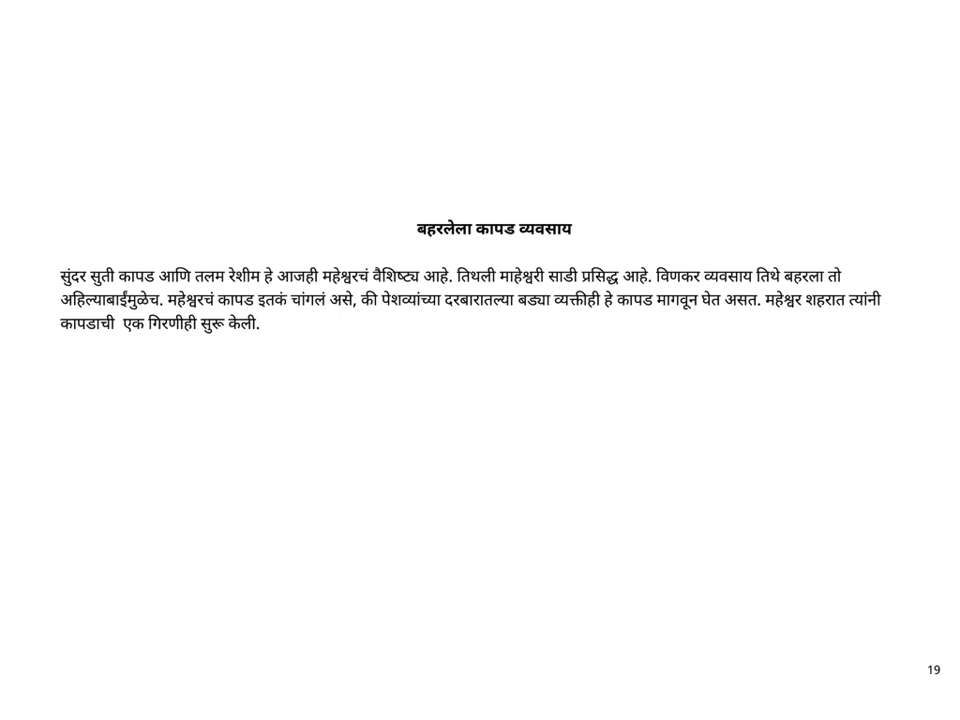 बहरलेला कापड व्यवसाय
सुंदर सुती कापड आणि तलम रेशीम हे आजही महेश्वरचं वैशिष्ट्य आहे. तिथली माहेश्वरी साडी प्रसिद्ध आहे. विणकर व्यवसाय तिथे बहरला तो
अहिल्याबाईंमुळेच. महेश्वरचं कापड इतकं चांगलं असे, की पेशव्यांच्या दरबारातल्या बड्या व्यक्तीही हे कापड मागवून घेत असत. महेश्वर शहरात त्यांनी
कापडाची  एक गिरणीही सुरू केली.
19